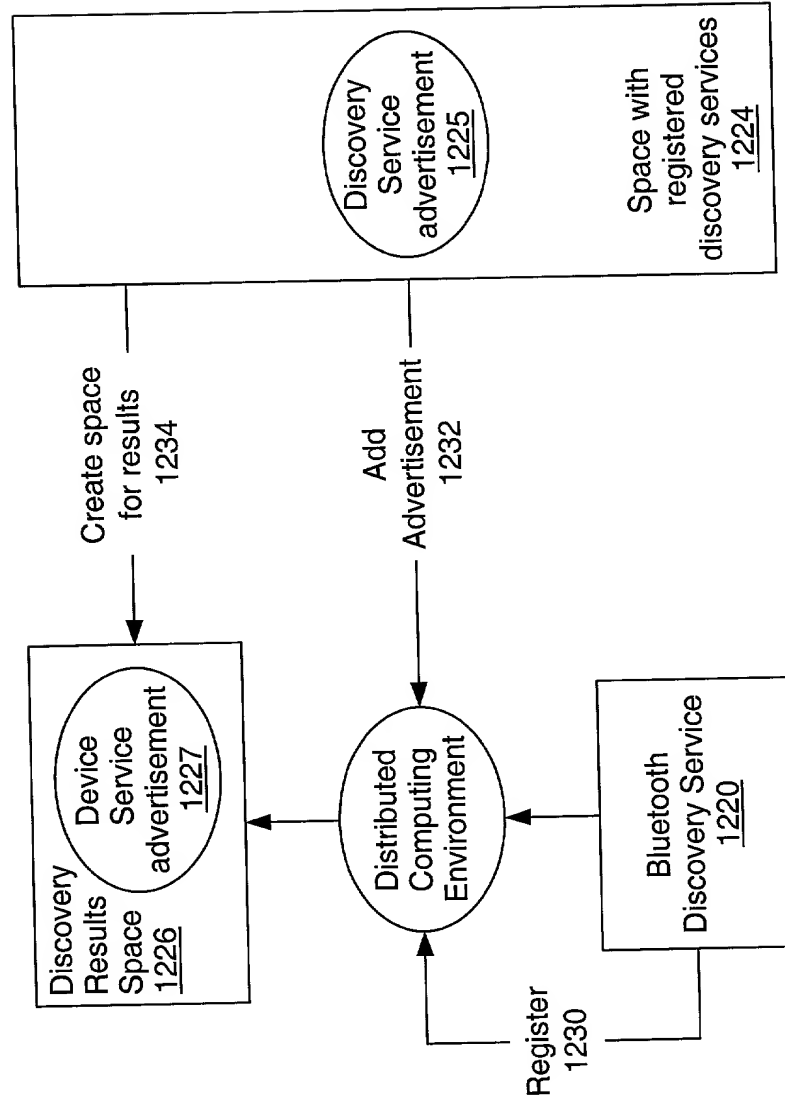 Discovery
Results
Space
1226
Device
Service
advertisement
1227
Create space
for results
1234
Discovery
Service
advertisement
1225
Space with
registered
discovery services
1224
Add
Advertisement
1232
Distributed
Computing
Environment
Register
1230
Bluetooth
Discovery Service
1220